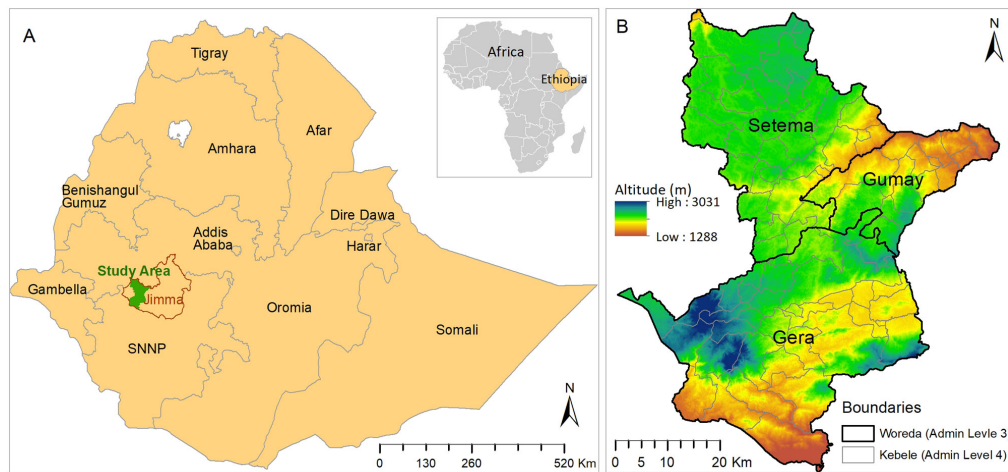 A
Tigray
Africa
Ethiopia
Afar
Amhara
Benishangul
Gumuz
Dire Dawa
Addis
Ababa
Harar
Study Area
Gambella
Jimma
Oromia
Somali
SNNP
N
0 130 260 520 Km
B
N
Setema
Gumay
Altitude (m)
High : 3031
Low : 1288
Gera
Boundaries
Woreda (Admin Levle 3)
Kebele (Admin Level 4)
0 5 10 20 Km